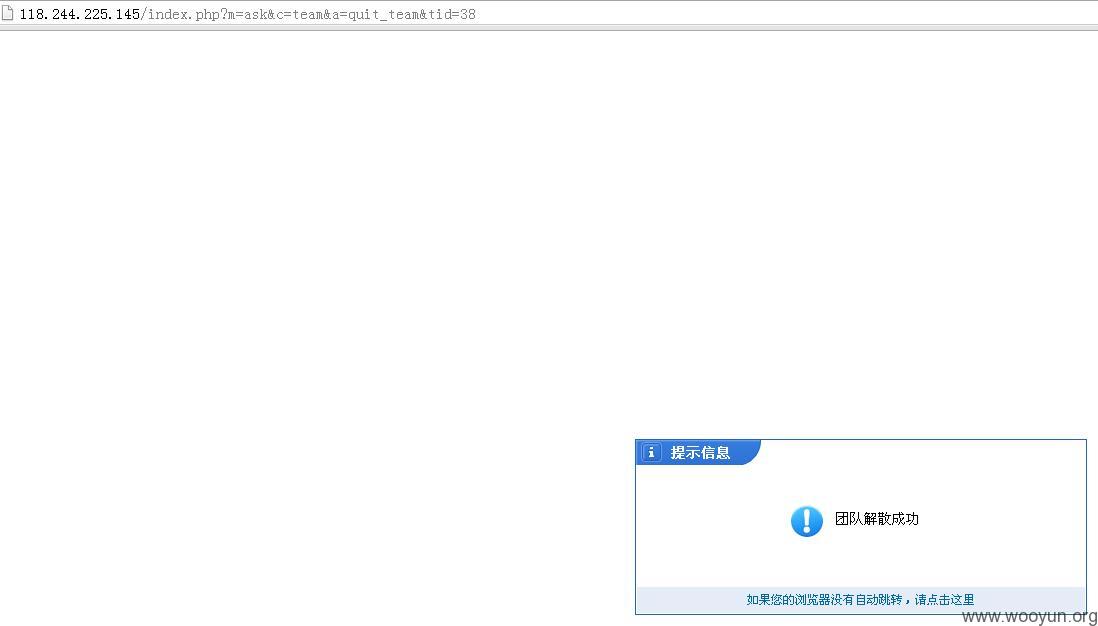 118.244.225.145/index.php?m=ask&c=team&a=quit_team&tid=38
提示信息
团队解散成功
如果您的浏览器没有自动跳转，请点击这里
www.wooyun.org